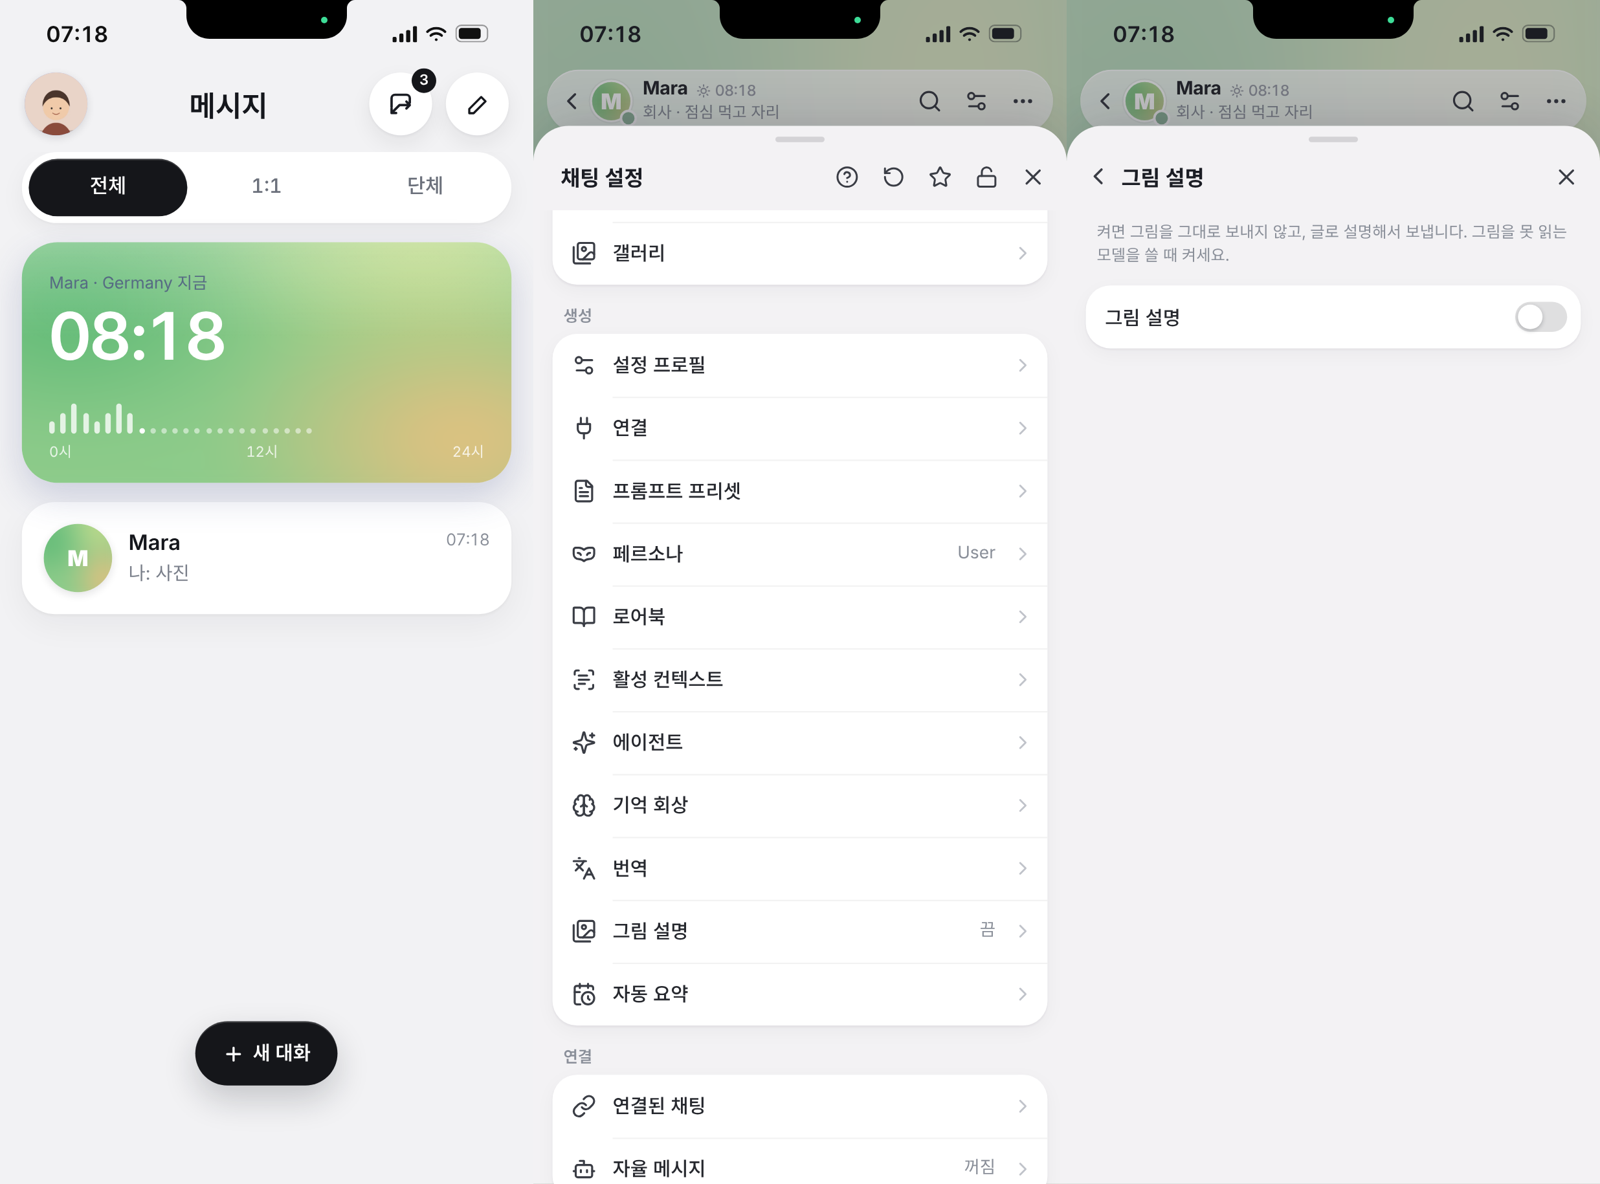 07:18
메시지
3
전체
1:1
단체
Mara · Germany 지금
08:18
0시
12시
24시
M
Mara
07:18
나: 사진
+ 새 대화
07:18
M
Mara 08:18
회사 · 점심 먹고 자리
채팅 설정
갤러리
생성
설정 프로필
연결
프롬프트 프리셋
페르소나
User
로어북
활성 컨텍스트
에이전트
기억 회상
번역
그림 설명
끔
자동 요약
연결
연결된 채팅
자율 메시지
꺼짐
07:18
M
Mara 08:18
회사 · 점심 먹고 자리
그림 설명
켜면 그림을 그대로 보내지 않고, 글로 설명해서 보냅니다. 그림을 못 읽는
모델을 쓸 때 켜세요.
그림 설명